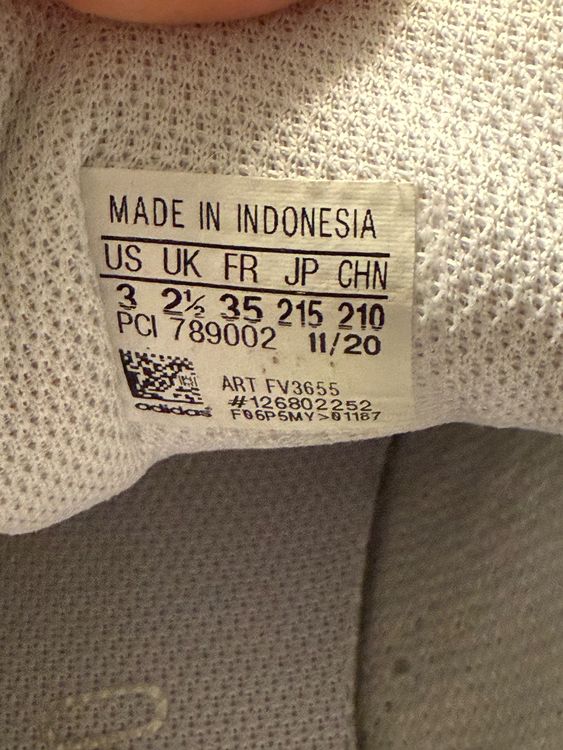 MADE IN INDONESIA
US UK FR JP CHN
3 2½ 35 215 210
PCI 789002 11/20
ART FV3655
#126802252
adidas F06P5MY>01187